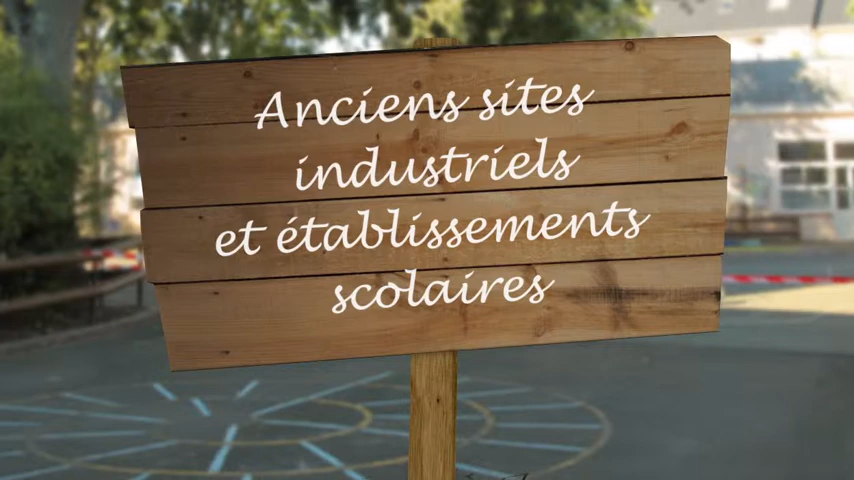 Anciens sites
industriels
et établissements
scolaires